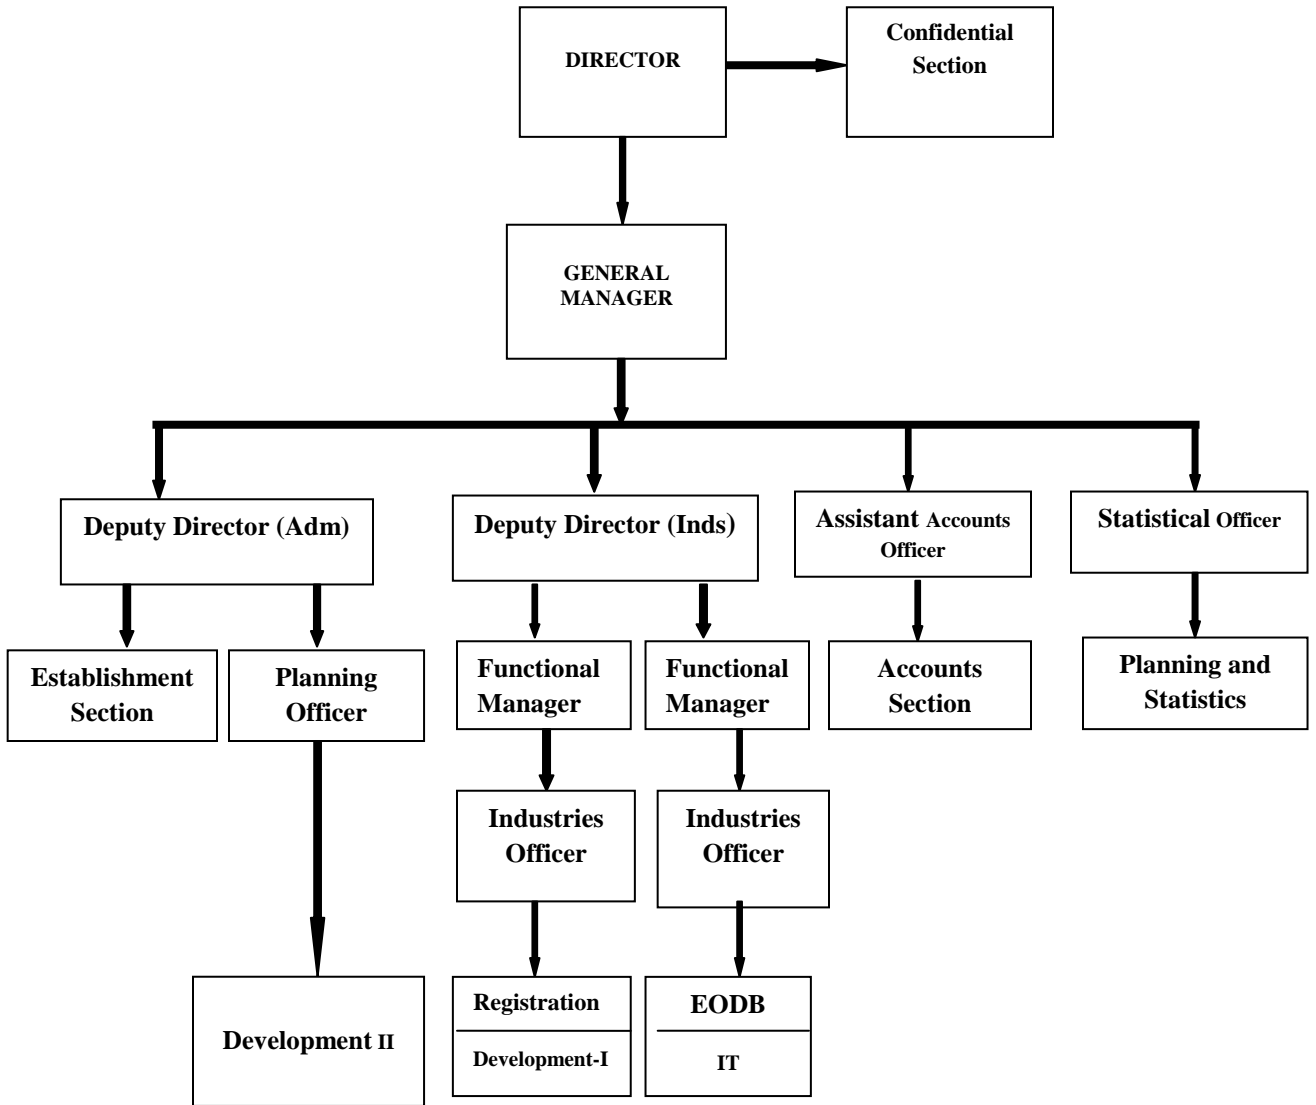 DIRECTOR
Confidential
Section
GENERAL
MANAGER
Deputy Director (Adm)
Deputy Director (Inds)
Assistant Accounts
Officer
Statistical Officer
Establishment
Section
Planning
Officer
Functional
Manager
Functional
Manager
Accounts
Section
Planning and
Statistics
Industries
Officer
Industries
Officer
Development II
Registration
Development-I
EODB
IT